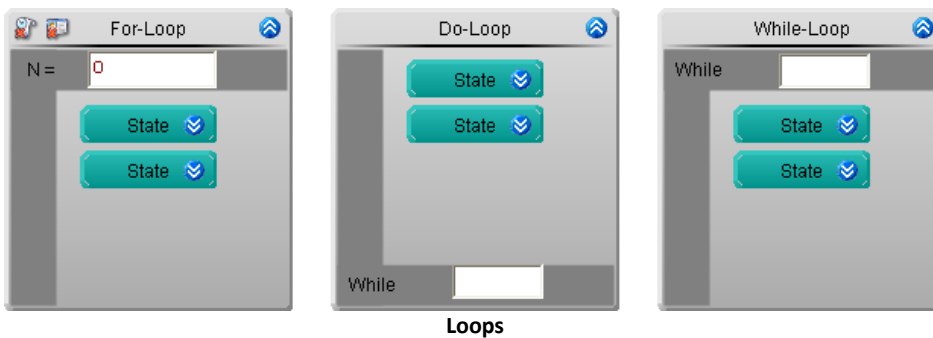 For-Loop
N = 0
State
State
Do-Loop
State
State
While
While-Loop
While
State
State
Loops